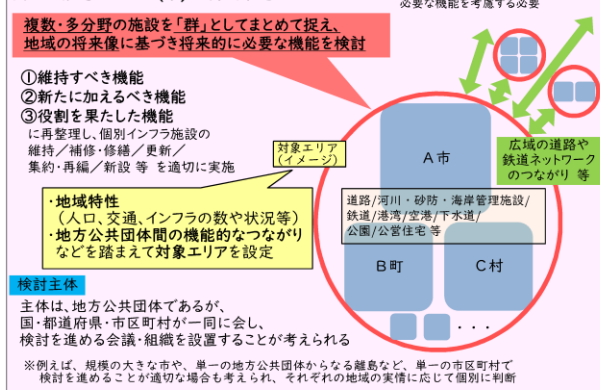 必要な機能を考慮する必要
複数・多分野の施設を「群」としてまとめて捉え、
地域の将来像に基づき将来的に必要な機能を検討
①維持すべき機能
②新たに加えるべき機能
③役割を果たした機能
に再整理し、個別インフラ施設の
維持／補修・修繕／更新／
集約・再編／新設 等 を適切に実施
対象エリア
（イメージ）
A市
広域の道路や
鉄道ネットワーク
のつながり 等
・地域特性
（人口、交通、インフラの数や状況等）
・地方公共団体間の機能的なつながり
などを踏まえて対象エリアを設定
道路/河川・砂防・海岸管理施設/
鉄道/港湾/空港/下水道/
公園/公営住宅 等
B町
C村
・・・
検討主体
主体は、地方公共団体であるが、
国・都道府県・市区町村が一同に会し、
検討を進める会議・組織を設置することが考えられる
※例えば、規模の大きな市や、単一の地方公共団体からなる離島など、単一の市区町村で
検討を進めることが適切な場合も考えられ、それぞれの地域の実情に応じて個別に判断